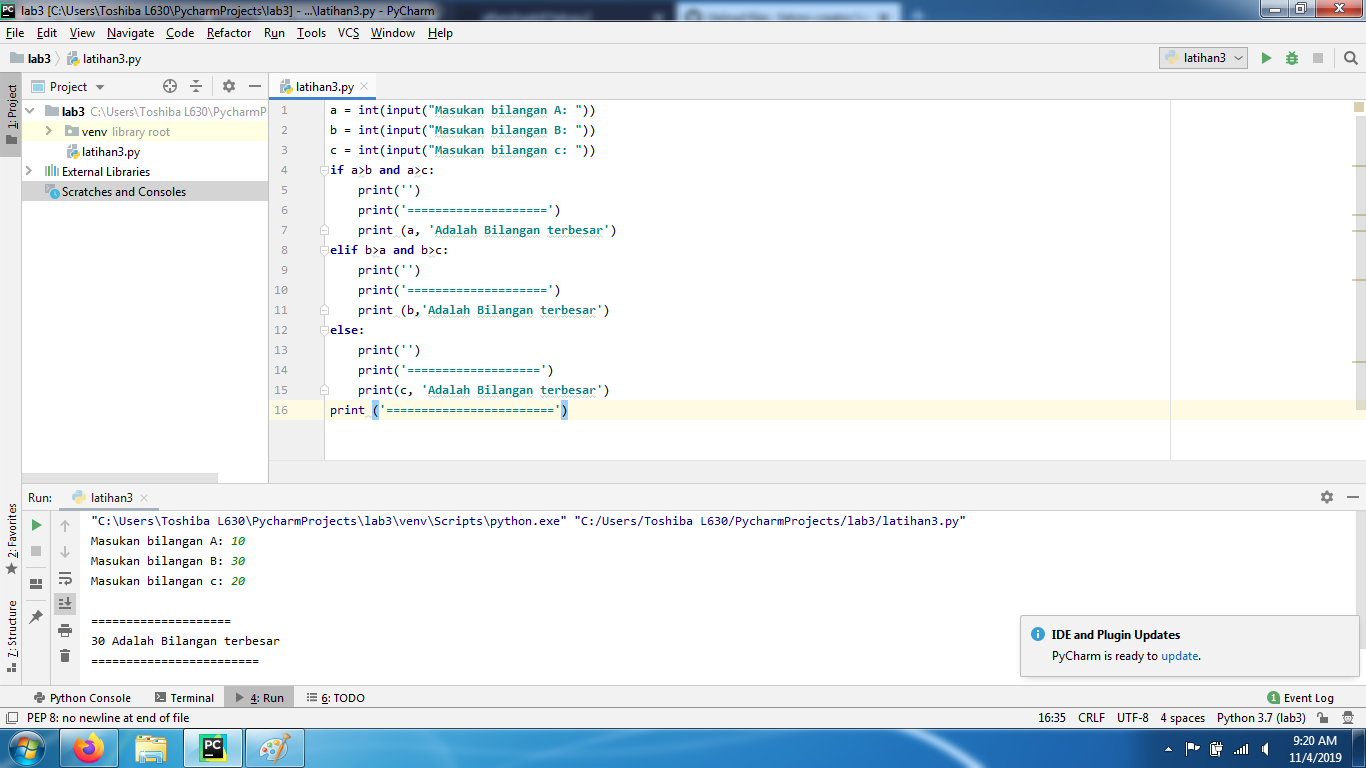 lab3 [C:\Users\Toshiba L630\PycharmProjects\lab3] - ...\latihan3.py - PyCharm
File Edit View Navigate Code Refactor Run Tools VCS Window Help
lab3 latihan3.py
latihan3
1: Project
Project
latihan3.py
lab3 C:\Users\Toshiba L630\PycharmP
venv library root
latihan3.py
External Libraries
Scratches and Consoles
1 a = int(input("Masukan bilangan A: "))
2 b = int(input("Masukan bilangan B: "))
3 c = int(input("Masukan bilangan c: "))
4 if a>b and a>c:
5 print('')
6 print('====================')
7 print (a, 'Adalah Bilangan terbesar')
8 elif b>a and b>c:
9 print('')
10 print('====================')
11 print (b,'Adalah Bilangan terbesar')
12 else:
13 print('')
14 print('===================')
15 print(c, 'Adalah Bilangan terbesar')
16 print ('========================')
2: Favorites
7: Structure
Run: latihan3
"C:\Users\Toshiba L630\PycharmProjects\lab3\venv\Scripts\python.exe" "C:/Users/Toshiba L630/PycharmProjects/lab3/latihan3.py"
Masukan bilangan A: 10
Masukan bilangan B: 30
Masukan bilangan c: 20
====================
30 Adalah Bilangan terbesar
========================
IDE and Plugin Updates
PyCharm is ready to update.
Python Console Terminal 4: Run 6: TODO
1 Event Log
PEP 8: no newline at end of file
16:35 CRLF UTF-8 4 spaces Python 3.7 (lab3)
PC
9:20 AM
11/4/2019